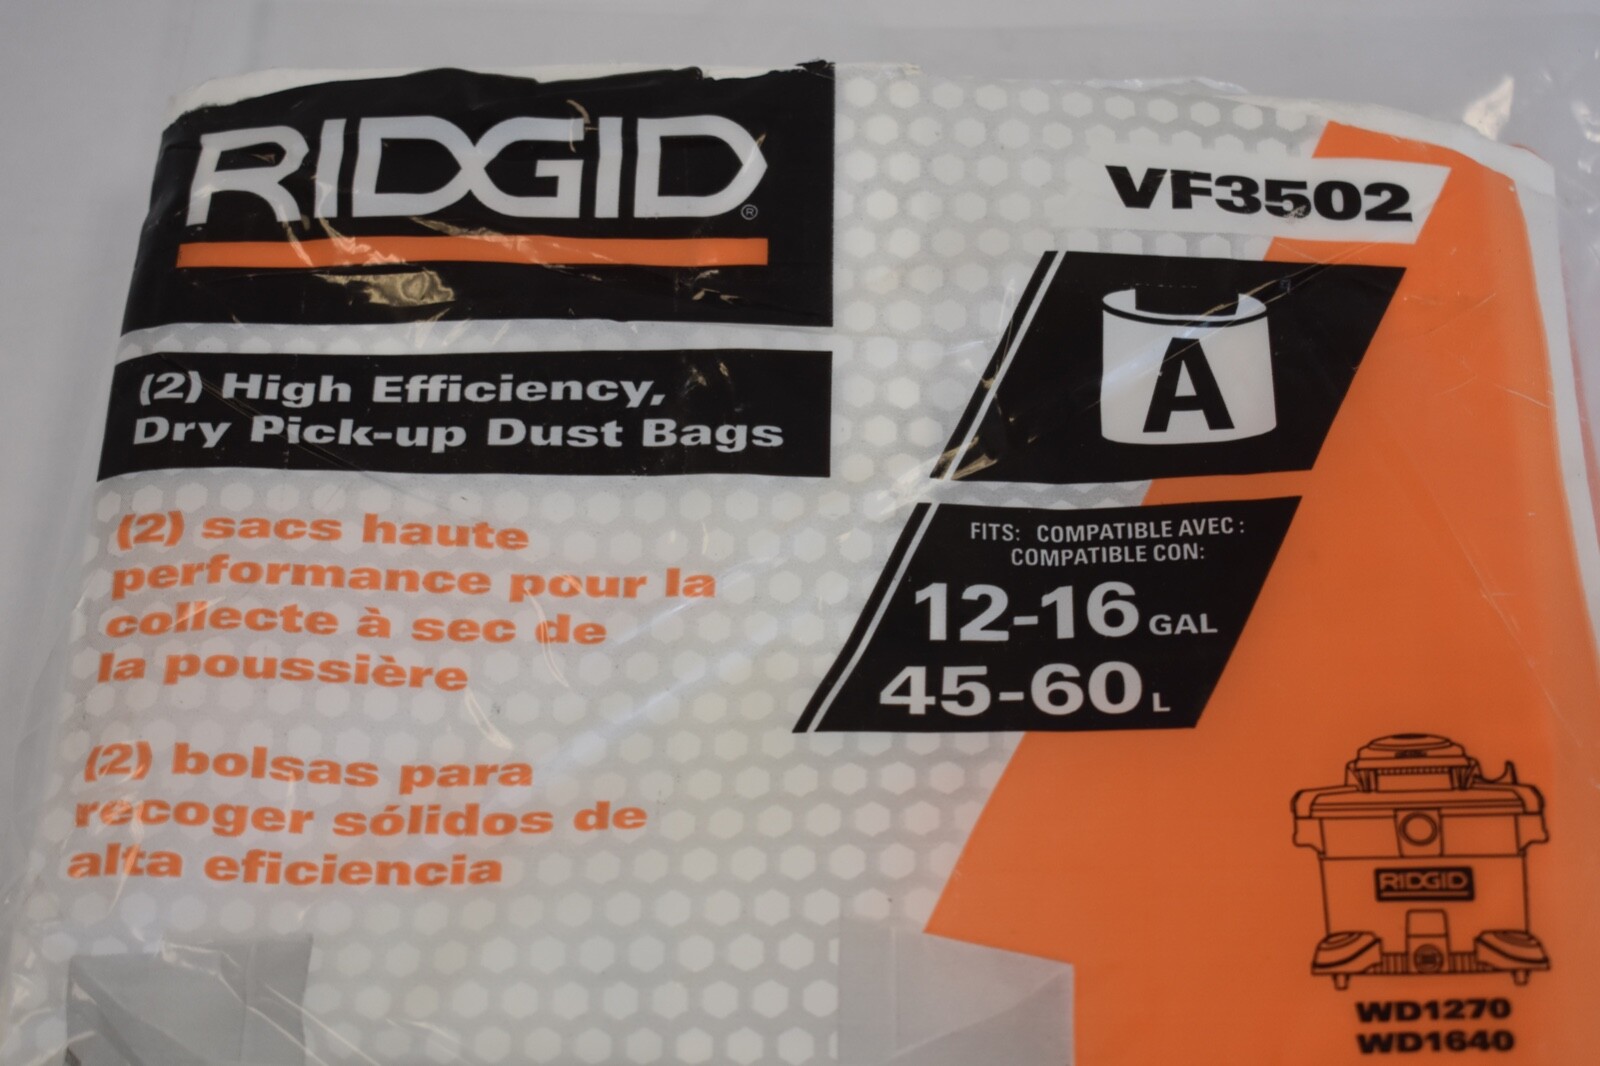 RIDGID®
(2) High Efficiency,
Dry Pick-up Dust Bags
(2) sacs haute
performance pour la
collecte à sec de
la poussière
(2) bolsas para
recoger sólidos de
alta eficiencia
VF3502
A
FITS: COMPATIBLE AVEC :
COMPATIBLE CON:
12-16 GAL
45-60 L
RIDGID
WD1270
WD1640